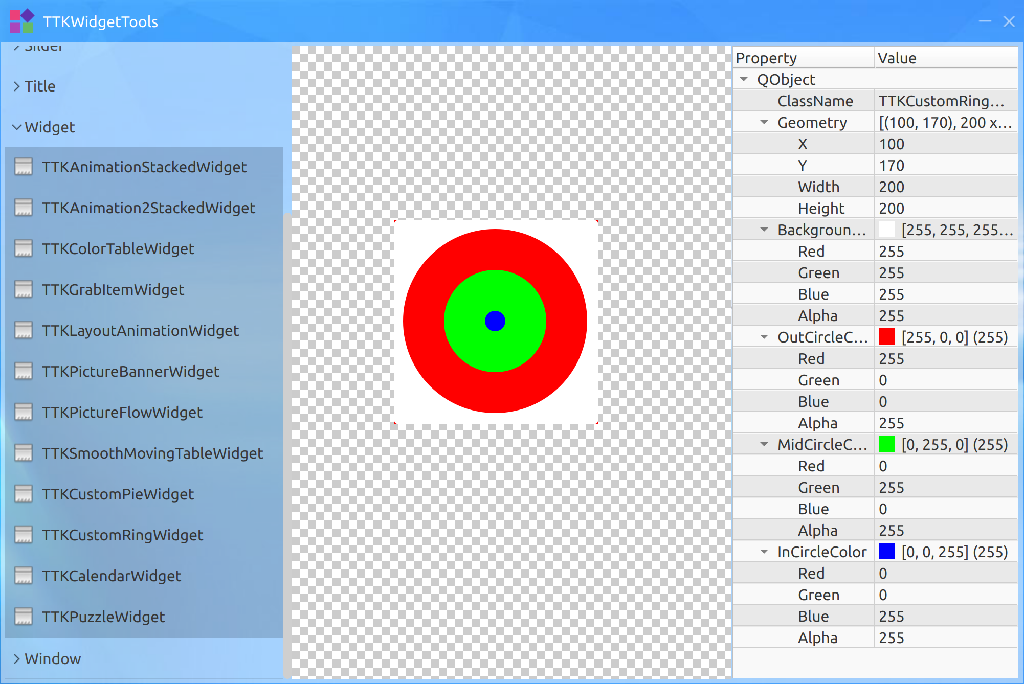 TTKWidgetTools
Slider
Title
Widget
TTKAnimationStackedWidget
TTKAnimation2StackedWidget
TTKColorTableWidget
TTKGrabItemWidget
TTKLayoutAnimationWidget
TTKPictureBannerWidget
TTKPictureFlowWidget
TTKSmoothMovingTableWidget
TTKCustomPieWidget
TTKCustomRingWidget
TTKCalendarWidget
TTKPuzzleWidget
Window
Property Value
QObject
ClassName TTKCustomRing...
Geometry [(100, 170), 200 x...
X 100
Y 170
Width 200
Height 200
Backgroun... [255, 255, 255...
Red 255
Green 255
Blue 255
Alpha 255
OutCircleC... [255, 0, 0] (255)
Red 255
Green 0
Blue 0
Alpha 255
MidCircleC... [0, 255, 0] (255)
Red 0
Green 255
Blue 0
Alpha 255
InCircleColor [0, 0, 255] (255)
Red 0
Green 0
Blue 255
Alpha 255